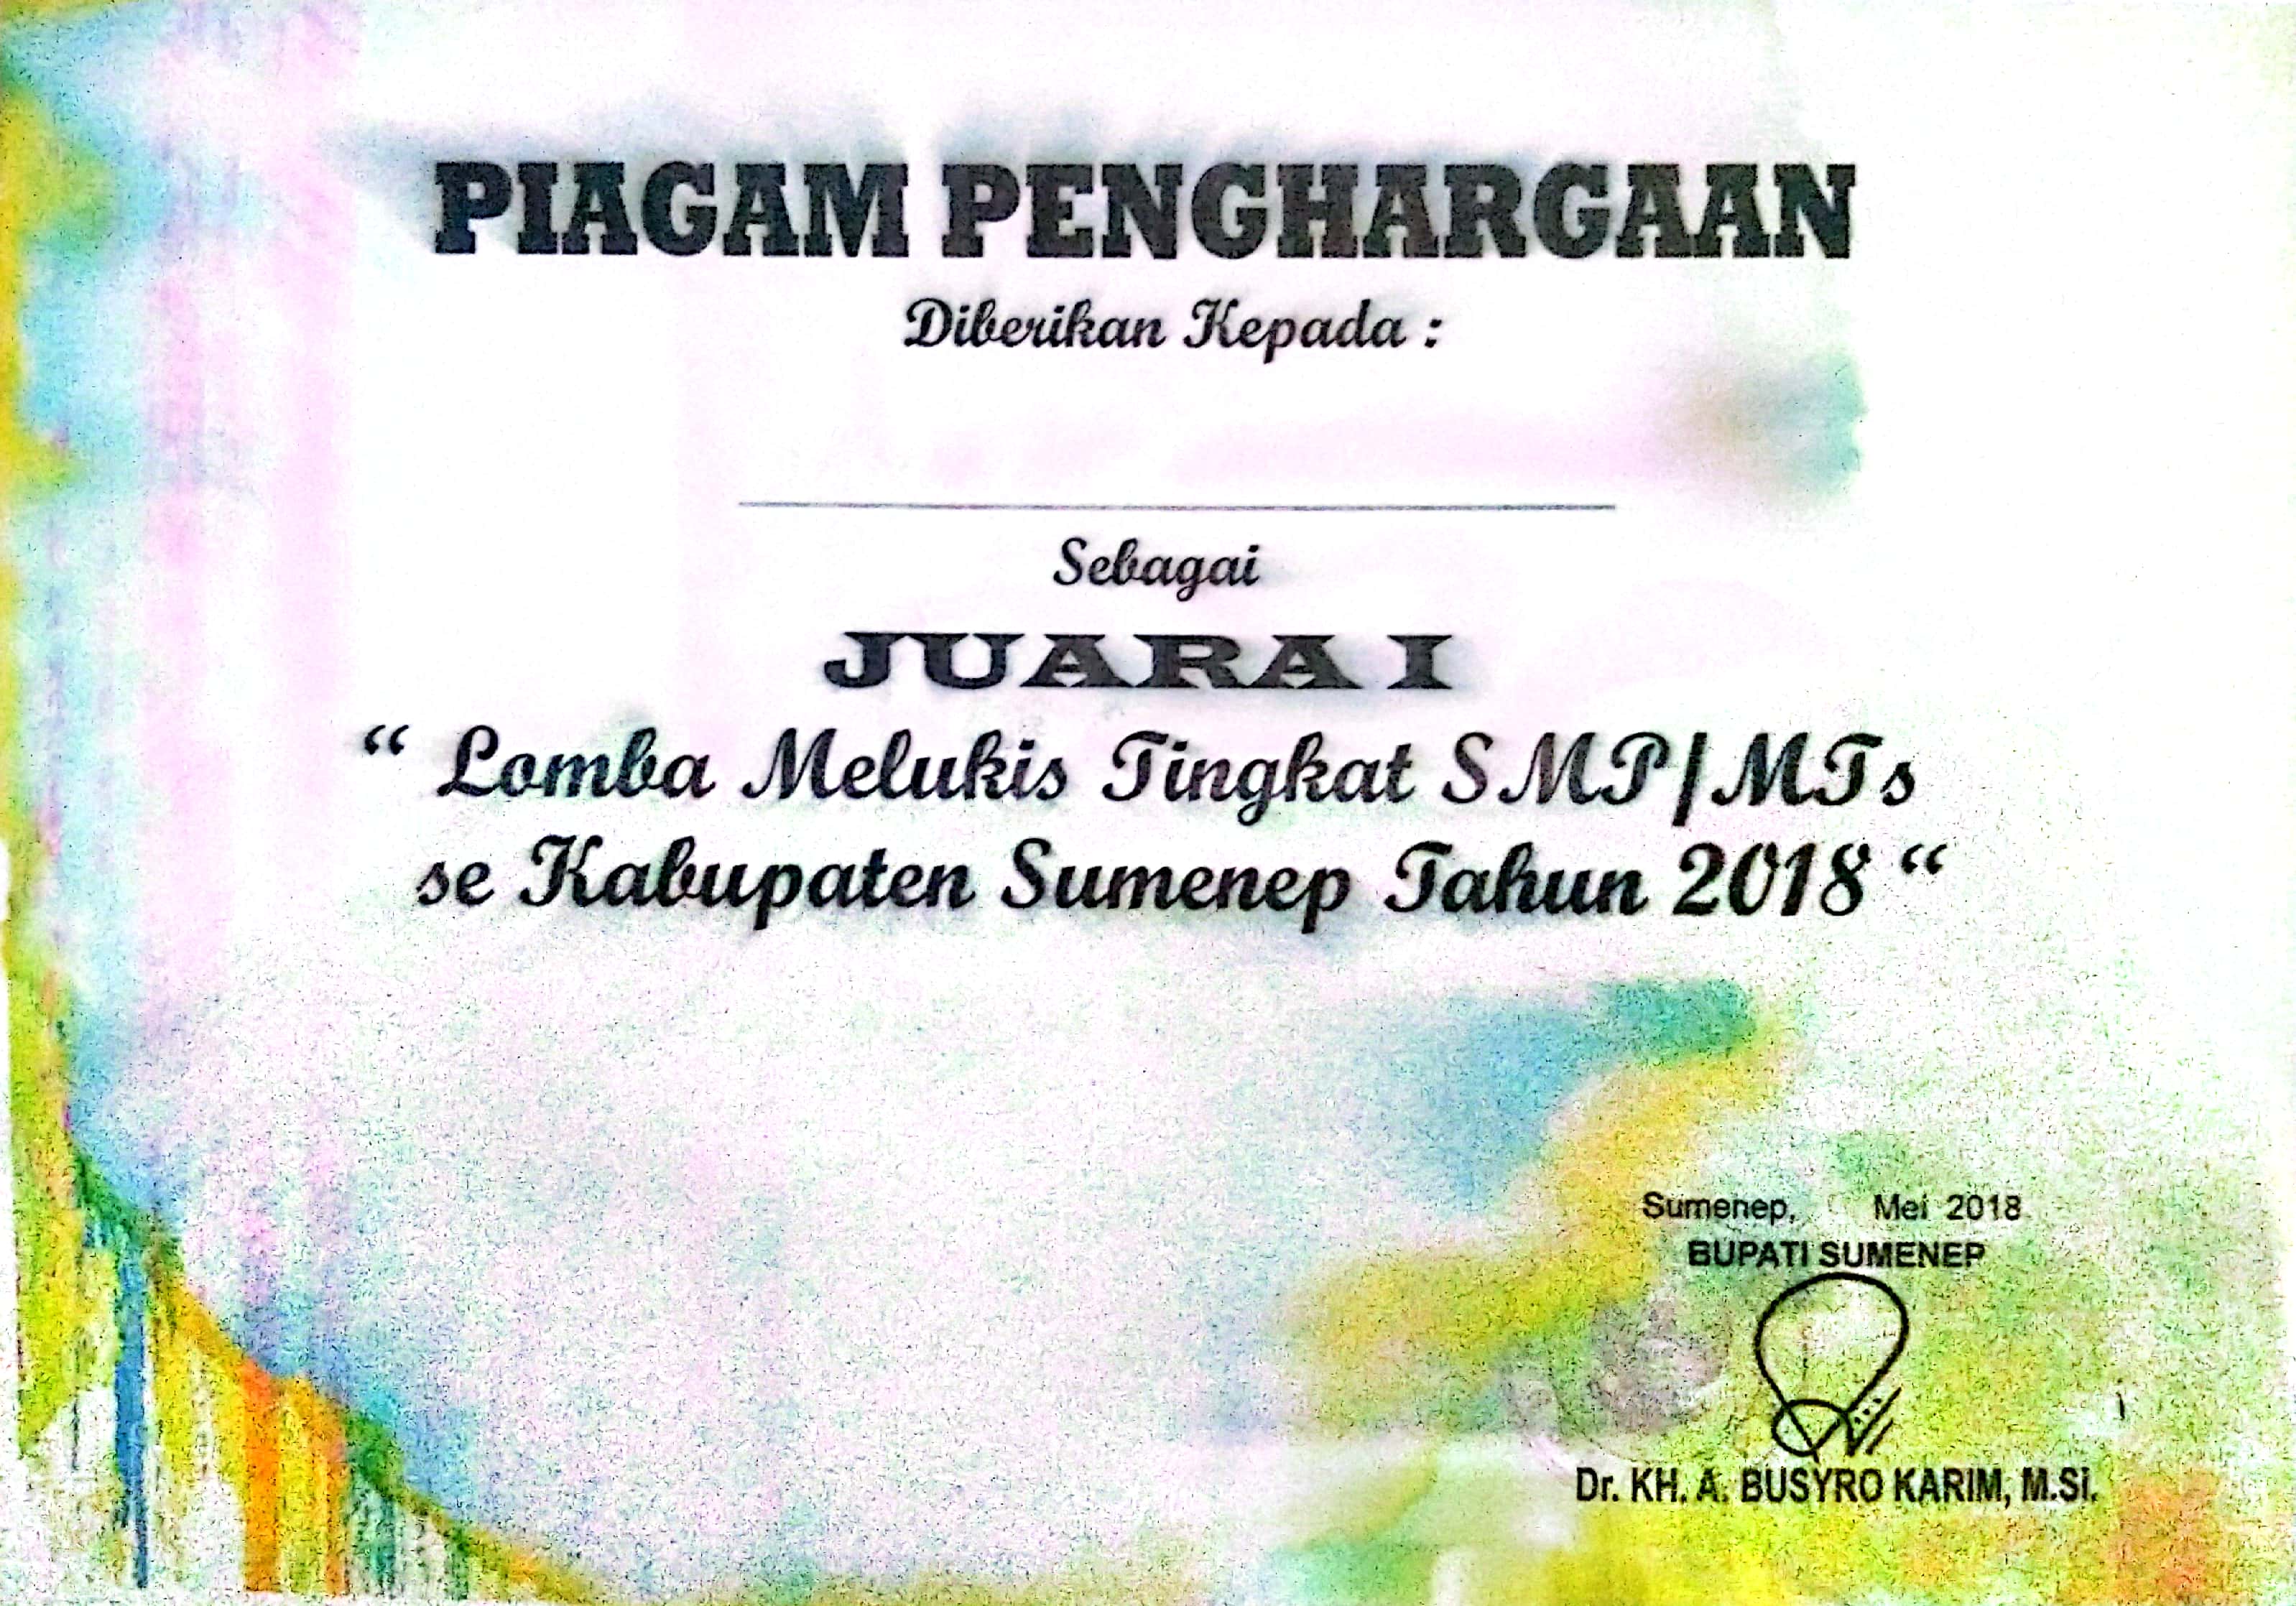 PIAGAM PENGHARGAAN
Diberikan Kepada :
Sebagai
JUARA I
“ Lomba Melukis Tingkat SMP/MTs
se Kabupaten Sumenep Tahun 2018 “
Sumenep, Mei 2018
BUPATI SUMENEP
Dr. KH. A. BUSYRO KARIM, M.Si.